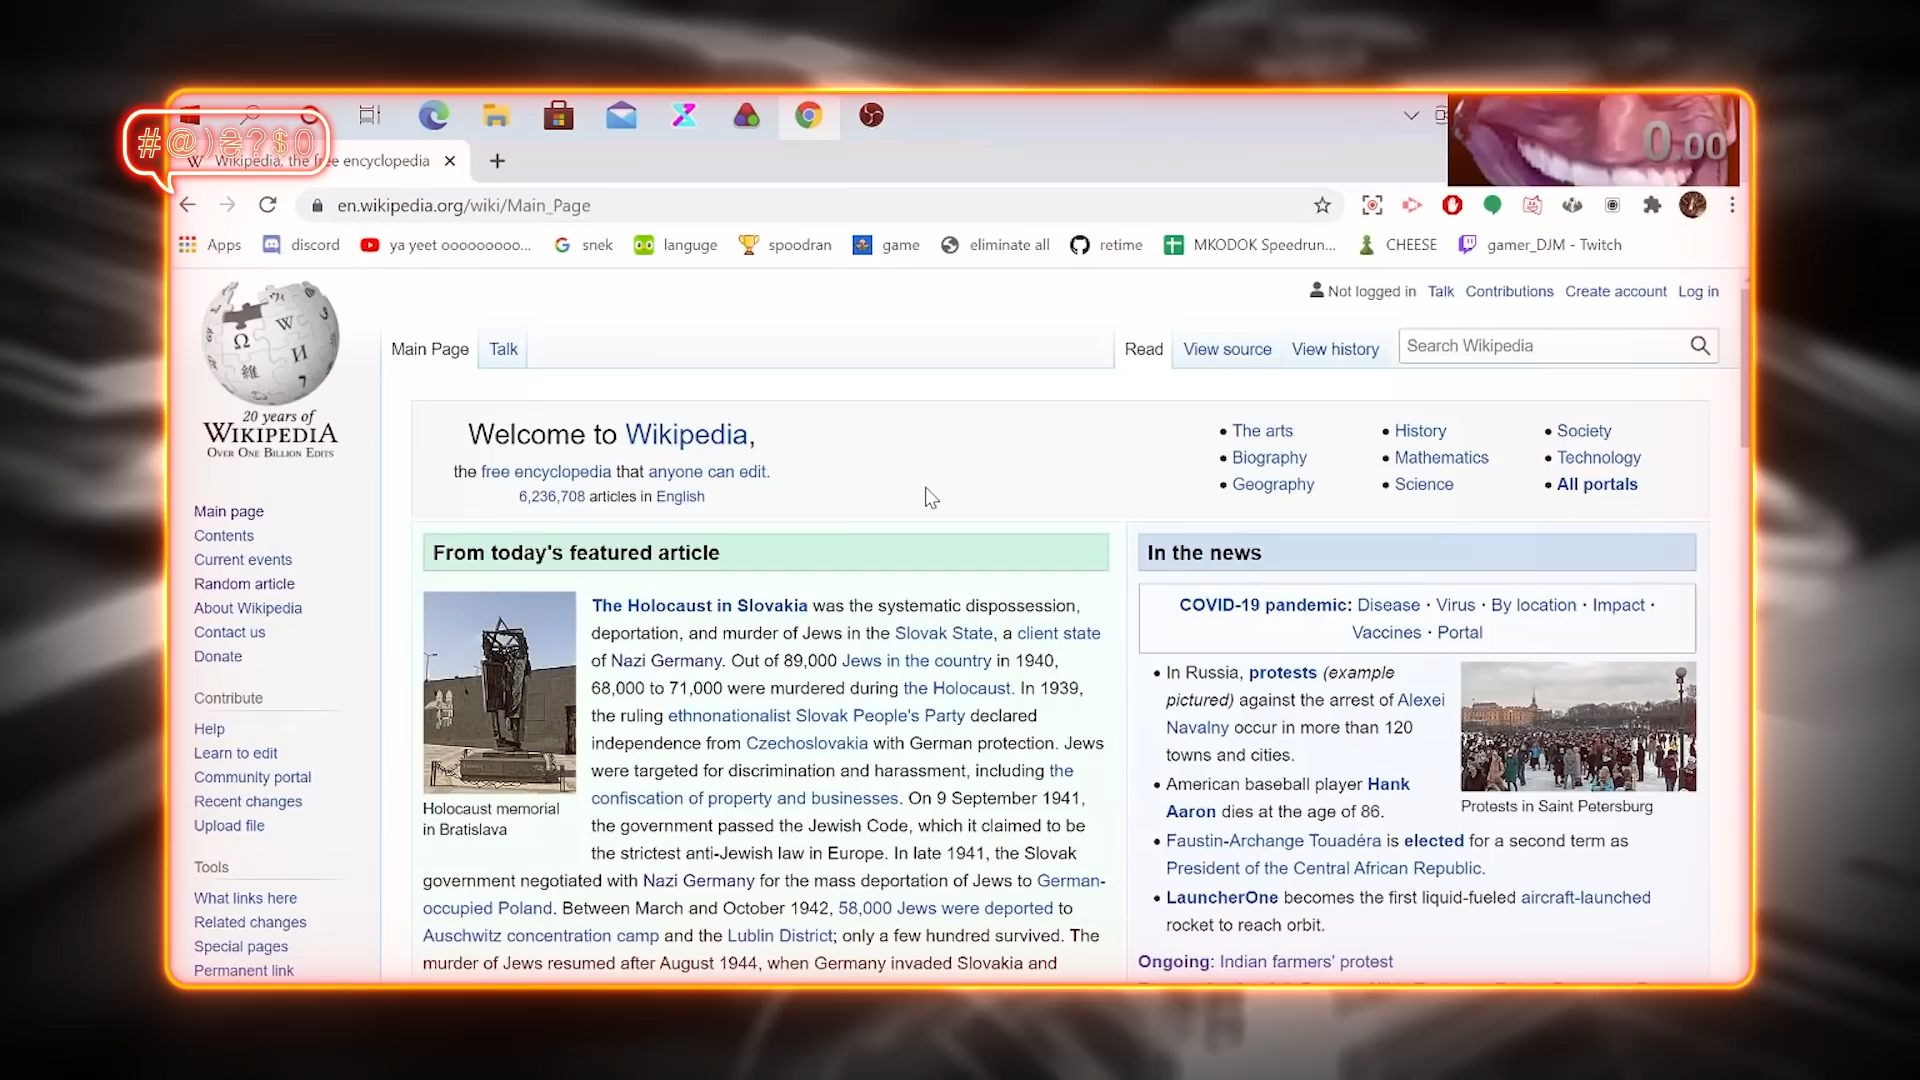 #@)₴?$0
0.00
Wikipedia, the free encyclopedia
en.wikipedia.org/wiki/Main_Page
Apps discord ya yeet ooooooooo... snek languge spoodran game eliminate all retime MKODOK Speedrun... CHEESE gamer_DJM - Twitch
Not logged in Talk Contributions Create account Log in
Main Page Talk Read View source View history Search Wikipedia
20 years of
WIKIPEDIA
OVER ONE BILLION EDITS
Main page
Contents
Current events
Random article
About Wikipedia
Contact us
Donate
Contribute
Help
Learn to edit
Community portal
Recent changes
Upload file
Tools
What links here
Related changes
Special pages
Permanent link
Welcome to Wikipedia,
the free encyclopedia that anyone can edit.
6,236,708 articles in English
The arts
Biography
Geography
History
Mathematics
Science
Society
Technology
All portals
From today's featured article
Holocaust memorial
in Bratislava
The Holocaust in Slovakia was the systematic dispossession,
deportation, and murder of Jews in the Slovak State, a client state
of Nazi Germany. Out of 89,000 Jews in the country in 1940,
68,000 to 71,000 were murdered during the Holocaust. In 1939,
the ruling ethnonationalist Slovak People's Party declared
independence from Czechoslovakia with German protection. Jews
were targeted for discrimination and harassment, including the
confiscation of property and businesses. On 9 September 1941,
the government passed the Jewish Code, which it claimed to be
the strictest anti-Jewish law in Europe. In late 1941, the Slovak
government negotiated with Nazi Germany for the mass deportation of Jews to German-
occupied Poland. Between March and October 1942, 58,000 Jews were deported to
Auschwitz concentration camp and the Lublin District; only a few hundred survived. The
murder of Jews resumed after August 1944, when Germany invaded Slovakia and
In the news
COVID-19 pandemic: Disease · Virus · By location · Impact ·
Vaccines · Portal
In Russia, protests (example
pictured) against the arrest of Alexei
Navalny occur in more than 120
towns and cities.
Protests in Saint Petersburg
American baseball player Hank
Aaron dies at the age of 86.
Faustin-Archange Touadéra is elected for a second term as
President of the Central African Republic.
LauncherOne becomes the first liquid-fueled aircraft-launched
rocket to reach orbit.
Ongoing: Indian farmers' protest